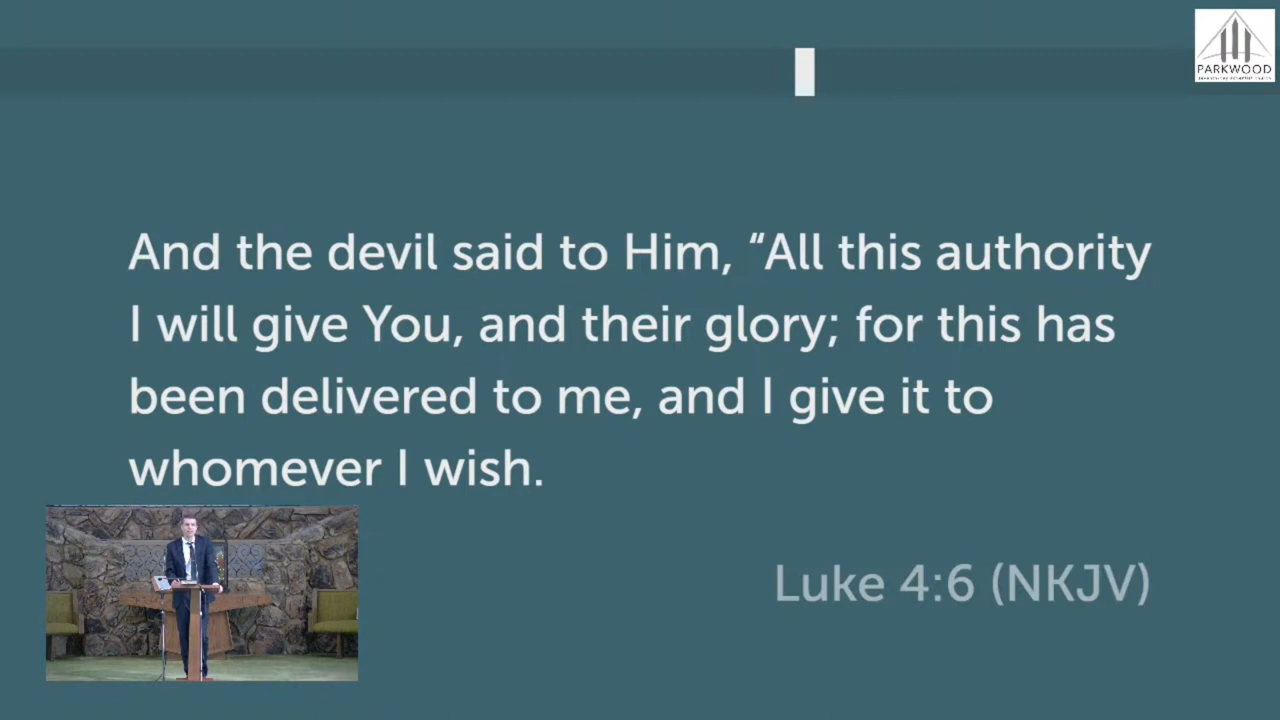 PARKWOOD
And the devil said to Him, “All this authority
I will give You, and their glory; for this has
been delivered to me, and I give it to
whomever I wish.
Luke 4:6 (NKJV)